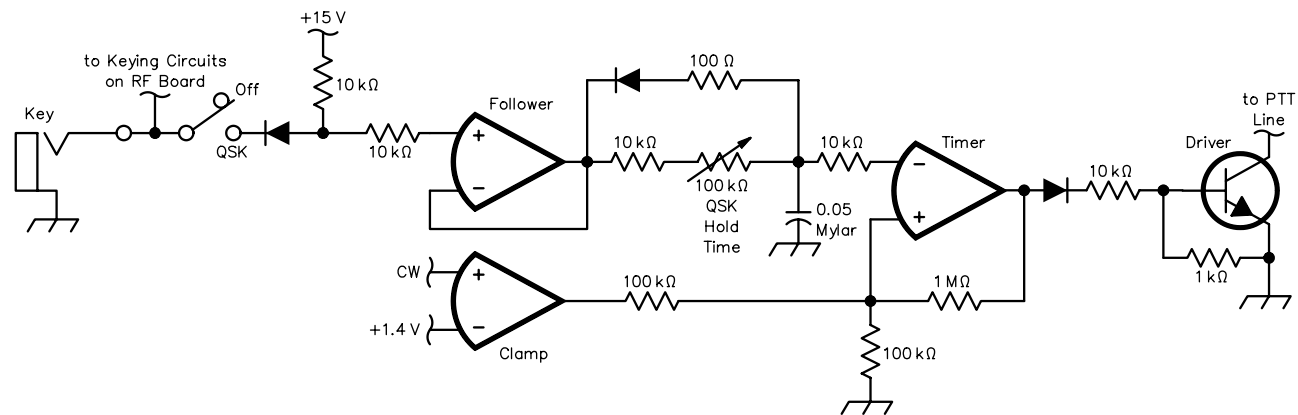 +15 V
to Keying Circuits
on RF Board
10 kΩ
Off
Key
QSK
10 kΩ
Follower
+
−
100 Ω
10 kΩ
100 kΩ
QSK
Hold
Time
10 kΩ
0.05
Mylar
Timer
−
+
10 kΩ
to PTT
Line
Driver
1 kΩ
CW
+
+1.4 V
−
Clamp
100 kΩ
1 MΩ
100 kΩ